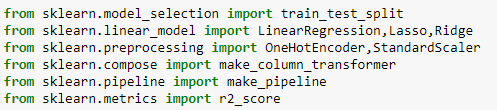 from sklearn.model_selection import train_test_split
from sklearn.linear_model import LinearRegression,Lasso,Ridge
from sklearn.preprocessing import OneHotEncoder,StandardScaler
from sklearn.compose import make_column_transformer
from sklearn.pipeline import make_pipeline
from sklearn.metrics import r2_score